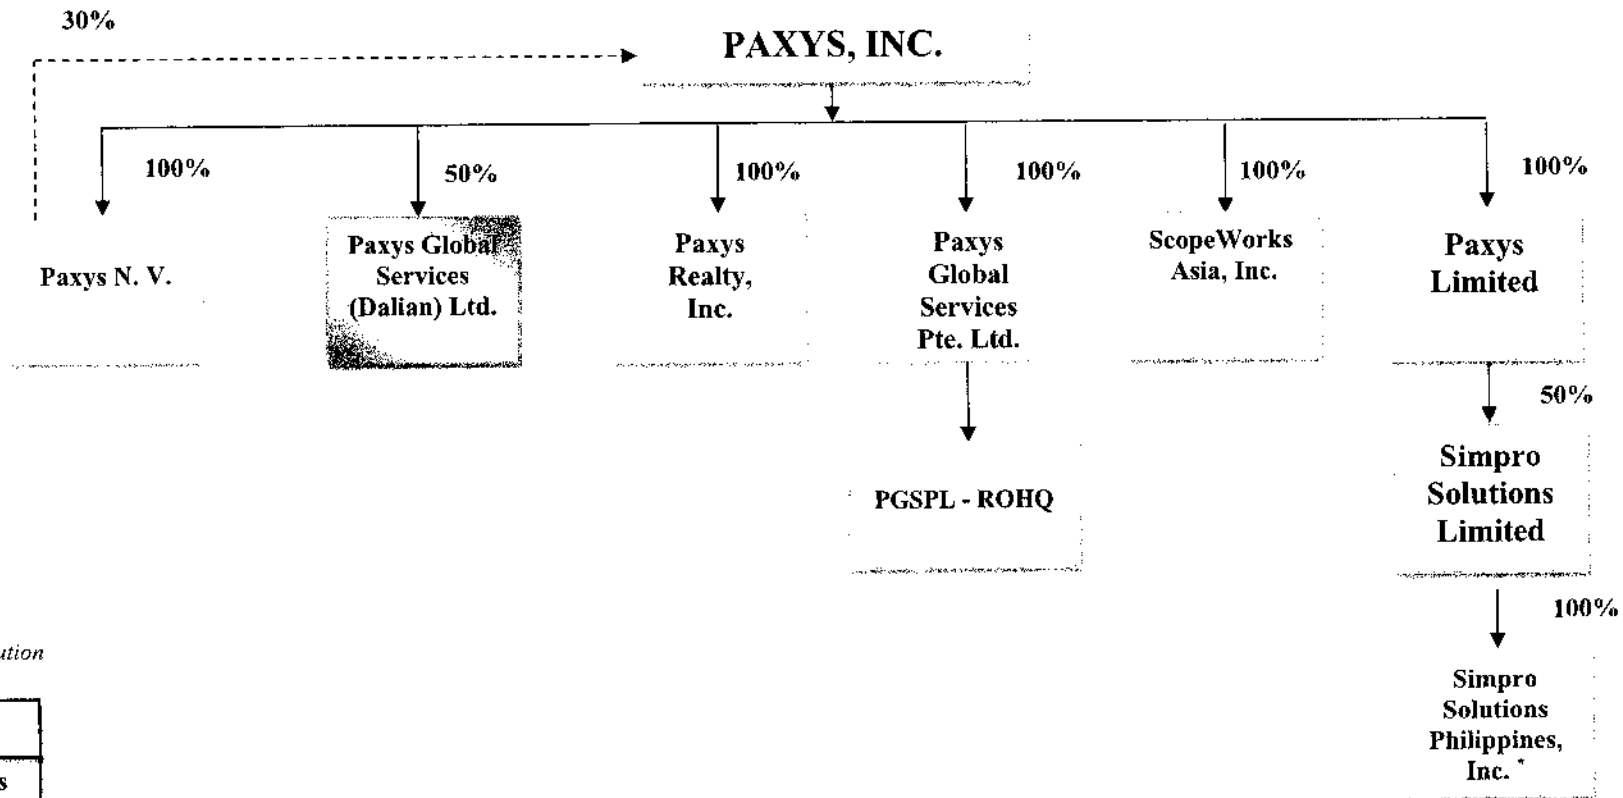 30%
PAXYS, INC.
100%
50%
100%
100%
100%
100%
Paxys N. V.
Paxys Global
Services
(Dalian) Ltd.
Paxys
Realty,
Inc.
Paxys
Global
Services
Pte. Ltd.
ScopeWorks
Asia, Inc.
Paxys
Limited
50%
PGSPL - ROHQ
Simpro
Solutions
Limited
100%
Simpro
Solutions
Philippines,
Inc. *
ution
s